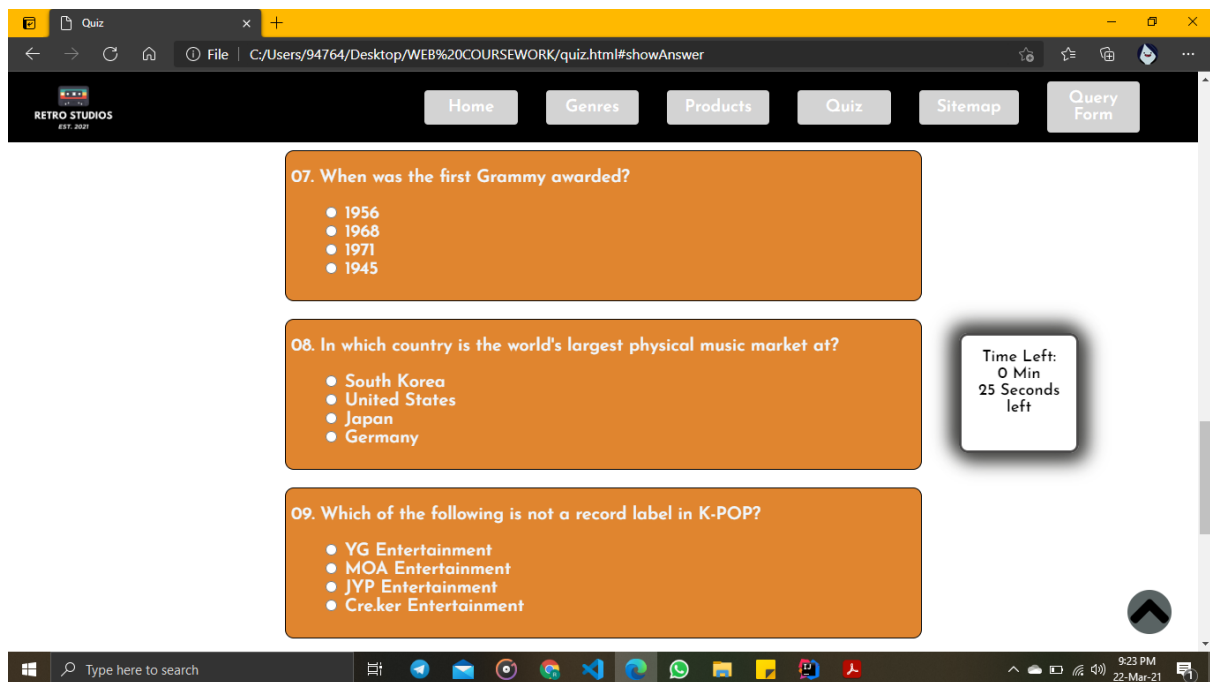 Quiz
File
C:/Users/94764/Desktop/WEB%20COURSEWORK/quiz.html#showAnswer
RETRO STUDIOS
EST. 2021
Home
Genres
Products
Quiz
Sitemap
Query
Form
07. When was the first Grammy awarded?
1956
1968
1971
1945
08. In which country is the world's largest physical music market at?
South Korea
United States
Japan
Germany
Time Left:
0 Min
25 Seconds
left
09. Which of the following is not a record label in K-POP?
YG Entertainment
MOA Entertainment
JYP Entertainment
Cre.ker Entertainment
Type here to search
9:23 PM
22-Mar-21